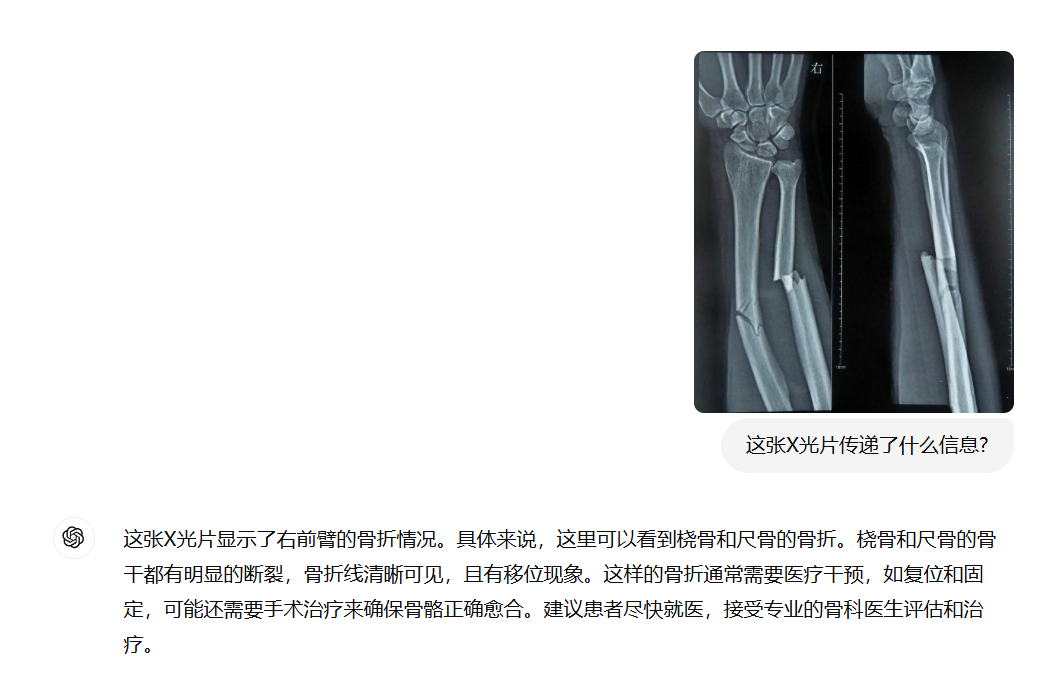 右
这张X光片传递了什么信息?
这张X光片显示了右前臂的骨折情况。具体来说，这里可以看到桡骨和尺骨的骨折。桡骨和尺骨的骨
干都有明显的断裂，骨折线清晰可见，且有移位现象。这样的骨折通常需要医疗干预，如复位和固
定，可能还需要手术治疗来确保骨骼正确愈合。建议患者尽快就医，接受专业的骨科医生评估和治
疗。